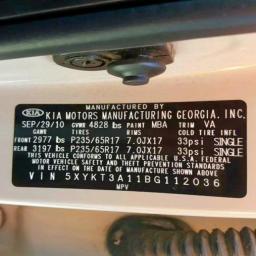 MANUFACTURED BY
KIA KIA MOTORS MANUFACTURING GEORGIA, INC.
SEP/29/10 GVWR 4828 lbs PAINT MBA TRIM VA
GAWR TIRES RIMS COLD TIRE INFL
FRONT 2977 lbs P235/65R17 7.0JX17 33psi SINGLE
REAR 3197 lbs P235/65R17 7.0JX17 33psi SINGLE
THIS VEHICLE CONFORMS TO ALL APPLICABLE U.S.A. FEDERAL
MOTOR VEHICLE SAFETY AND THEFT PREVENTION STANDARDS
IN EFFECT ON THE DATE OF MANUFACTURE SHOWN ABOVE
VIN 5XYKT3A11BG112036
MPV